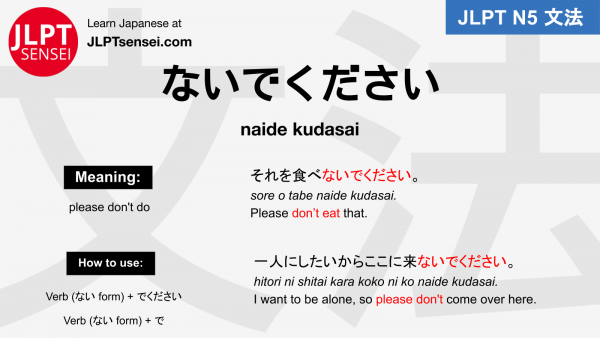 JLPT
SENSEI
Learn Japanese at
JLPTsensei.com
JLPT N5 文法
ないでください
naide kudasai
Meaning:
please don't do
それを食べないでください。
sore o tabe naide kudasai.
Please don't eat that.
How to use:
Verb (ない form) + でください
Verb (ない form) + で
一人にしたいからここに来ないでください。
hitori ni shitai kara koko ni ko naide kudasai.
I want to be alone, so please don't come over here.
文法